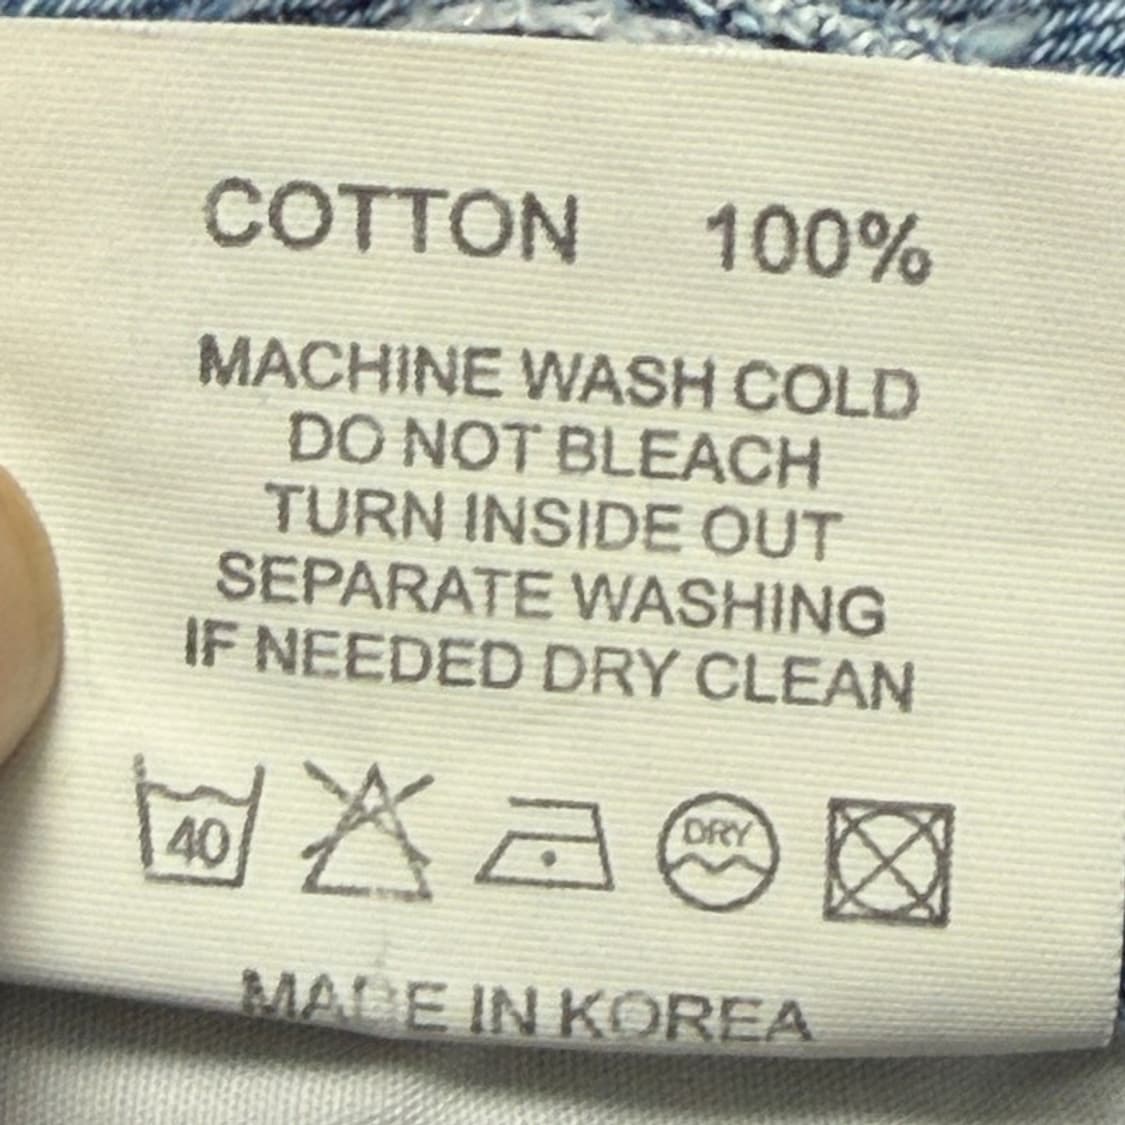 COTTON 100%
MACHINE WASH COLD
DO NOT BLEACH
TURN INSIDE OUT
SEPARATE WASHING
IF NEEDED DRY CLEAN
40 DRY
MADE IN KOREA